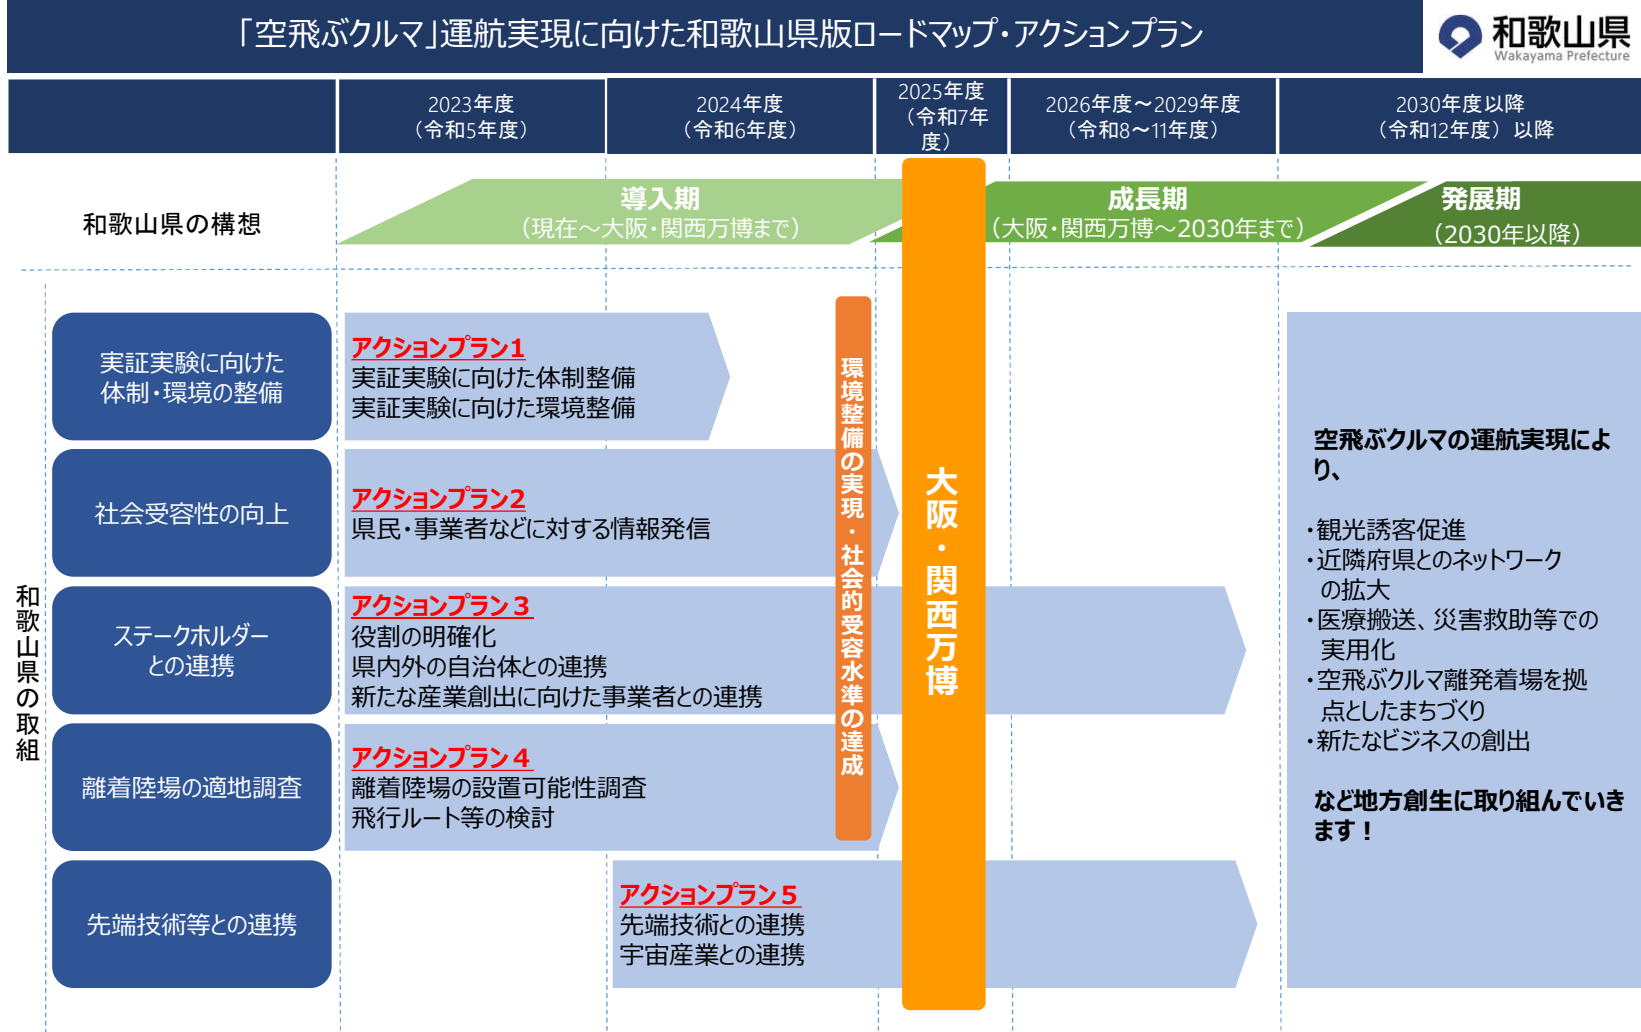 「空飛ぶクルマ」運航実現に向けた和歌山県版ロードマップ・アクションプラン
和歌山県
Wakayama Prefecture
2023年度
（令和5年度）
2024年度
（令和6年度）
2025年度
（令和7年
度）
2026年度～2029年度
（令和8～11年度）
2030年度以降
（令和12年度）以降
和歌山県の構想
導入期
（現在～大阪・関西万博まで）
成長期
（大阪・関西万博～2030年まで）
発展期
（2030年以降）
和歌山県の取組
実証実験に向けた
体制・環境の整備
アクションプラン1
実証実験に向けた体制整備
実証実験に向けた環境整備
社会受容性の向上
アクションプラン2
県民・事業者などに対する情報発信
ステークホルダー
との連携
アクションプラン３
役割の明確化
県内外の自治体との連携
新たな産業創出に向けた事業者との連携
離着陸場の適地調査
アクションプラン４
離着陸場の設置可能性調査
飛行ルート等の検討
先端技術等との連携
アクションプラン５
先端技術との連携
宇宙産業との連携
環境整備の実現・社会的受容水準の達成
大阪・関西万博
空飛ぶクルマの運航実現によ
り、
・観光誘客促進
・近隣府県とのネットワーク
の拡大
・医療搬送、災害救助等での
実用化
・空飛ぶクルマ離発着場を拠
点としたまちづくり
・新たなビジネスの創出
など地方創生に取り組んでいき
ます！